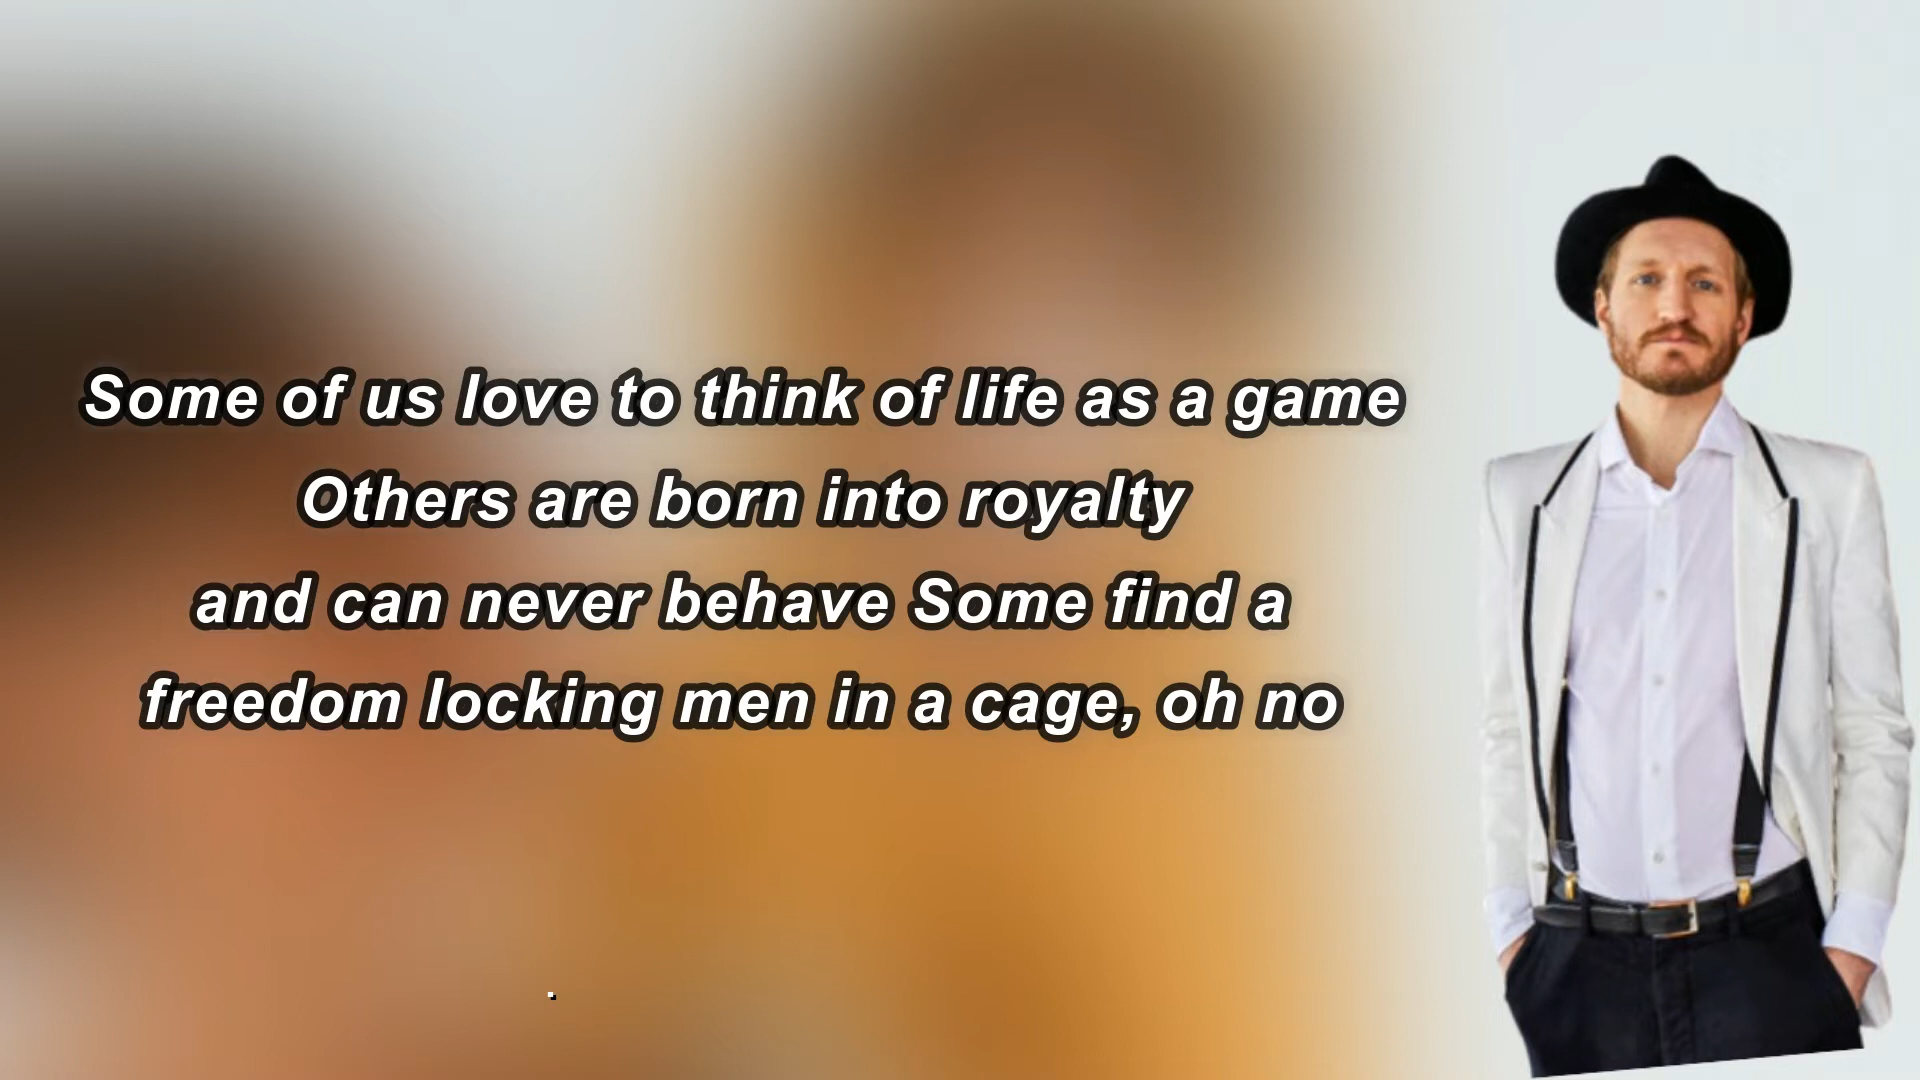 Some of us love to think of life as a game
Others are born into royalty
and can never behave Some find a
freedom locking men in a cage, oh no